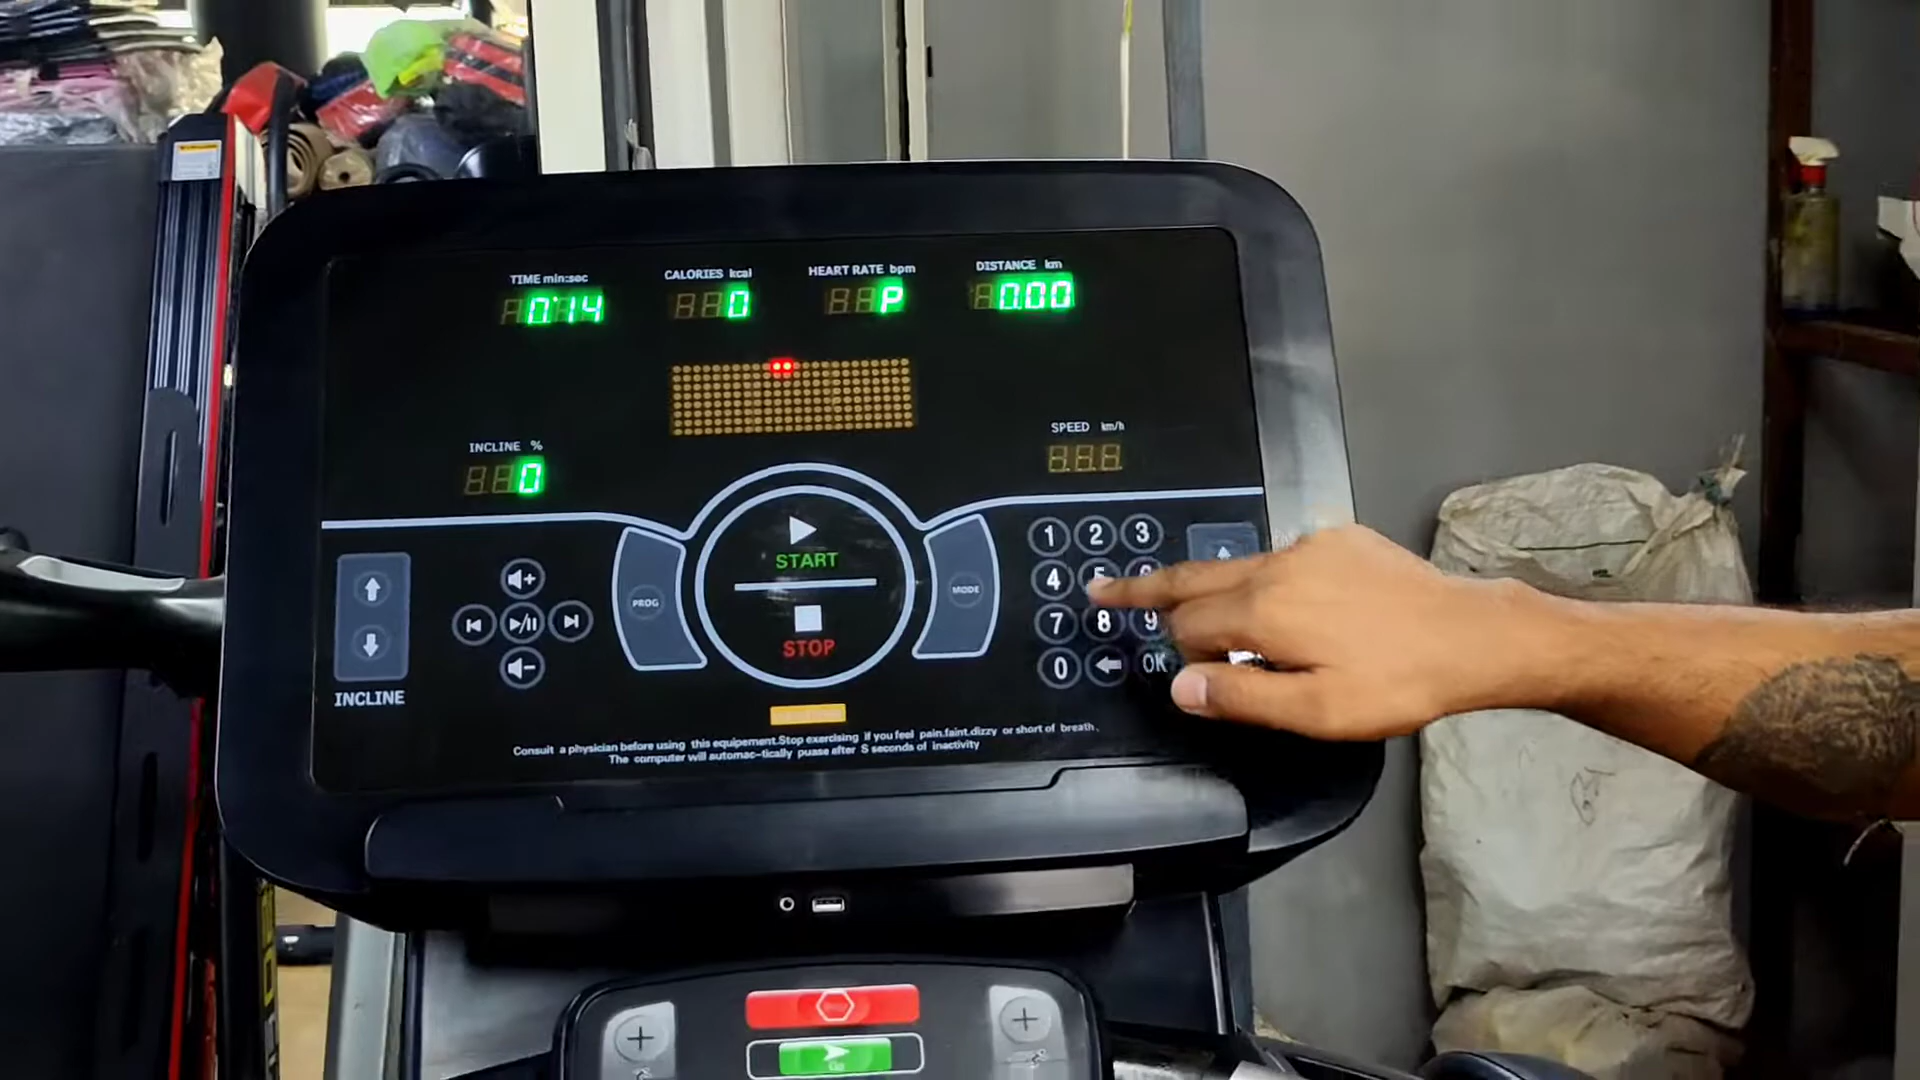 TIME min:sec
CALORIES kcal
HEART RATE bpm
DISTANCE km
0:14
0
P
0.00
INCLINE %
SPEED km/h
0
START
STOP
PROG
MODE
1 2 3
4 5
7 8 9
0 OK
INCLINE
Consuit a physician before using this equipement.Stop exercising if you feel pain.faint.dizzy or short of breath.
The computer will automac-tically puase after S seconds of inactivity
Go